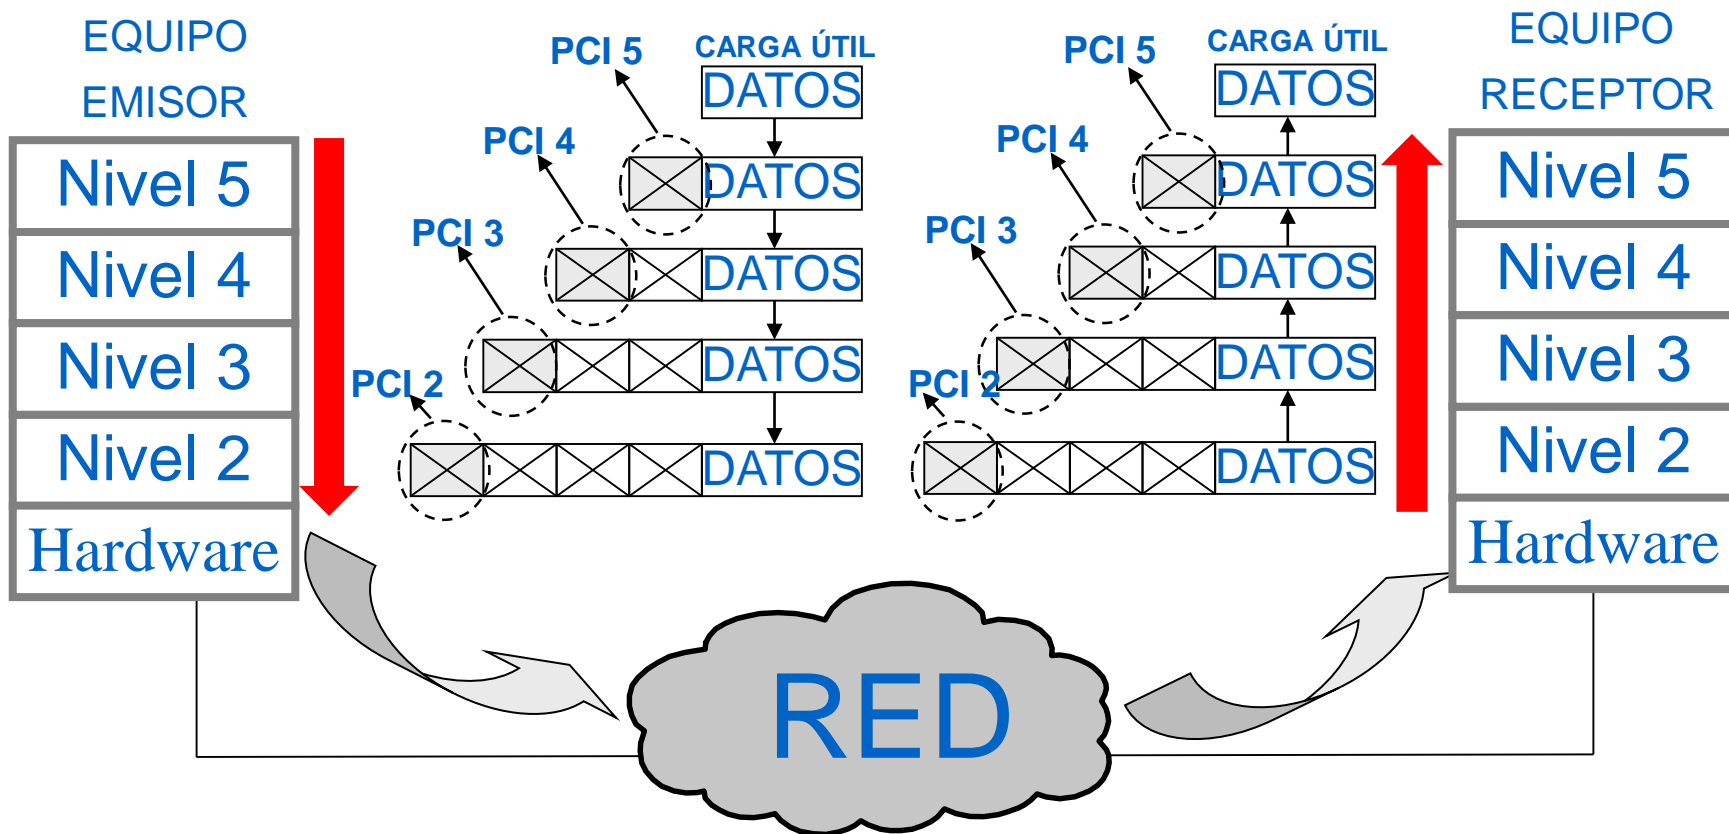 EQUIPO
EMISOR
Nivel 5
Nivel 4
Nivel 3
Nivel 2
Hardware
PCI 5
CARGA ÚTIL
DATOS
PCI 4
DATOS
PCI 3
DATOS
PCI 2
DATOS
DATOS
PCI 5
CARGA ÚTIL
DATOS
PCI 4
DATOS
PCI 3
DATOS
PCI 2
DATOS
DATOS
EQUIPO
RECEPTOR
Nivel 5
Nivel 4
Nivel 3
Nivel 2
Hardware
RED